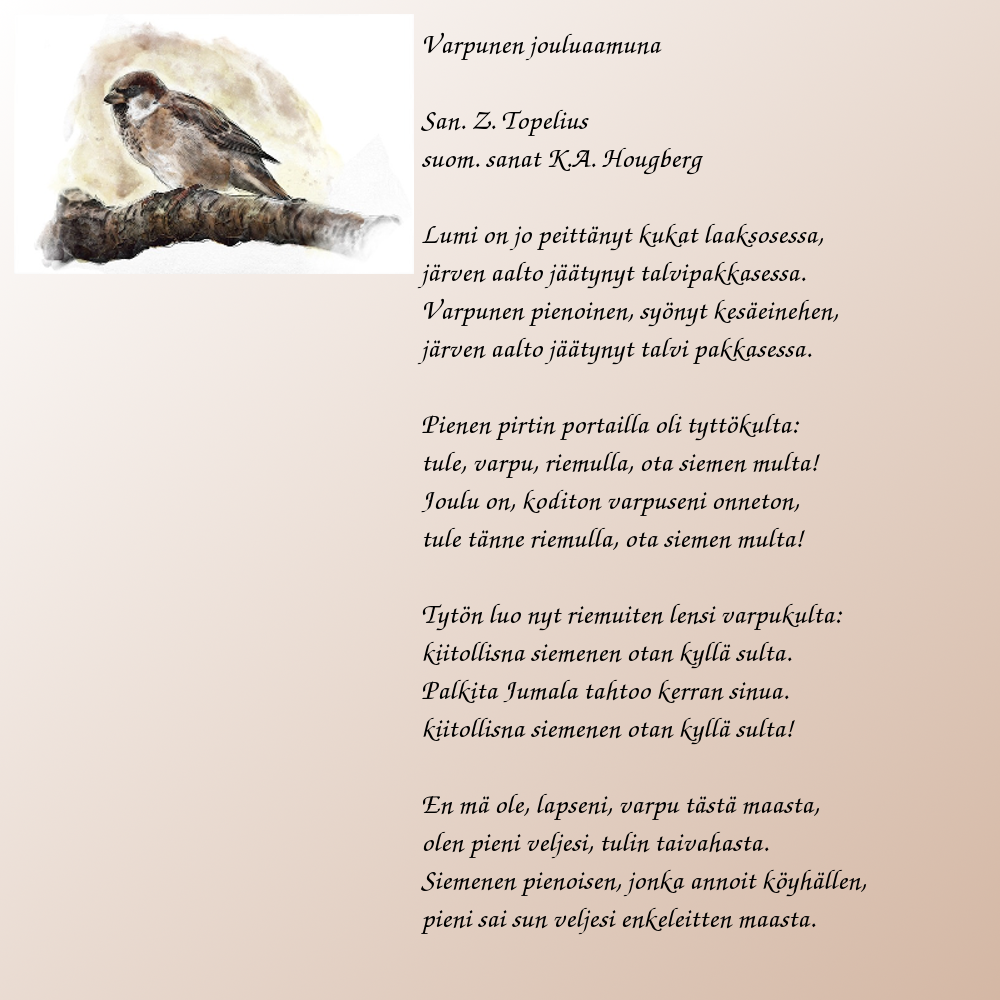 Varpunen jouluaamuna
San. Z. Topelius
suom. sanat K.A. Hougberg
Lumi on jo peittänyt kukat laaksosessa,
järven aalto jäätynyt talvipakkasessa.
Varpunen pienoinen, syönyt kesäeinehen,
järven aalto jäätynyt talvi pakkasessa.
Pienen pirtin portailla oli tyttökulta:
tule, varpu, riemulla, ota siemen multa!
Joulu on, koditon varpuseni onneton,
tule tänne riemulla, ota siemen multa!
Tytön luo nyt riemuiten lensi varpukulta:
kiitollisna siemenen otan kyllä sulta.
Palkita Jumala tahtoo kerran sinua.
kiitollisna siemenen otan kyllä sulta!
En mä ole, lapseni, varpu tästä maasta,
olen pieni veljesi, tulin taivahasta.
Siemenen pienoisen, jonka annoit köyhällen,
pieni sai sun veljesi enkeleitten maasta.